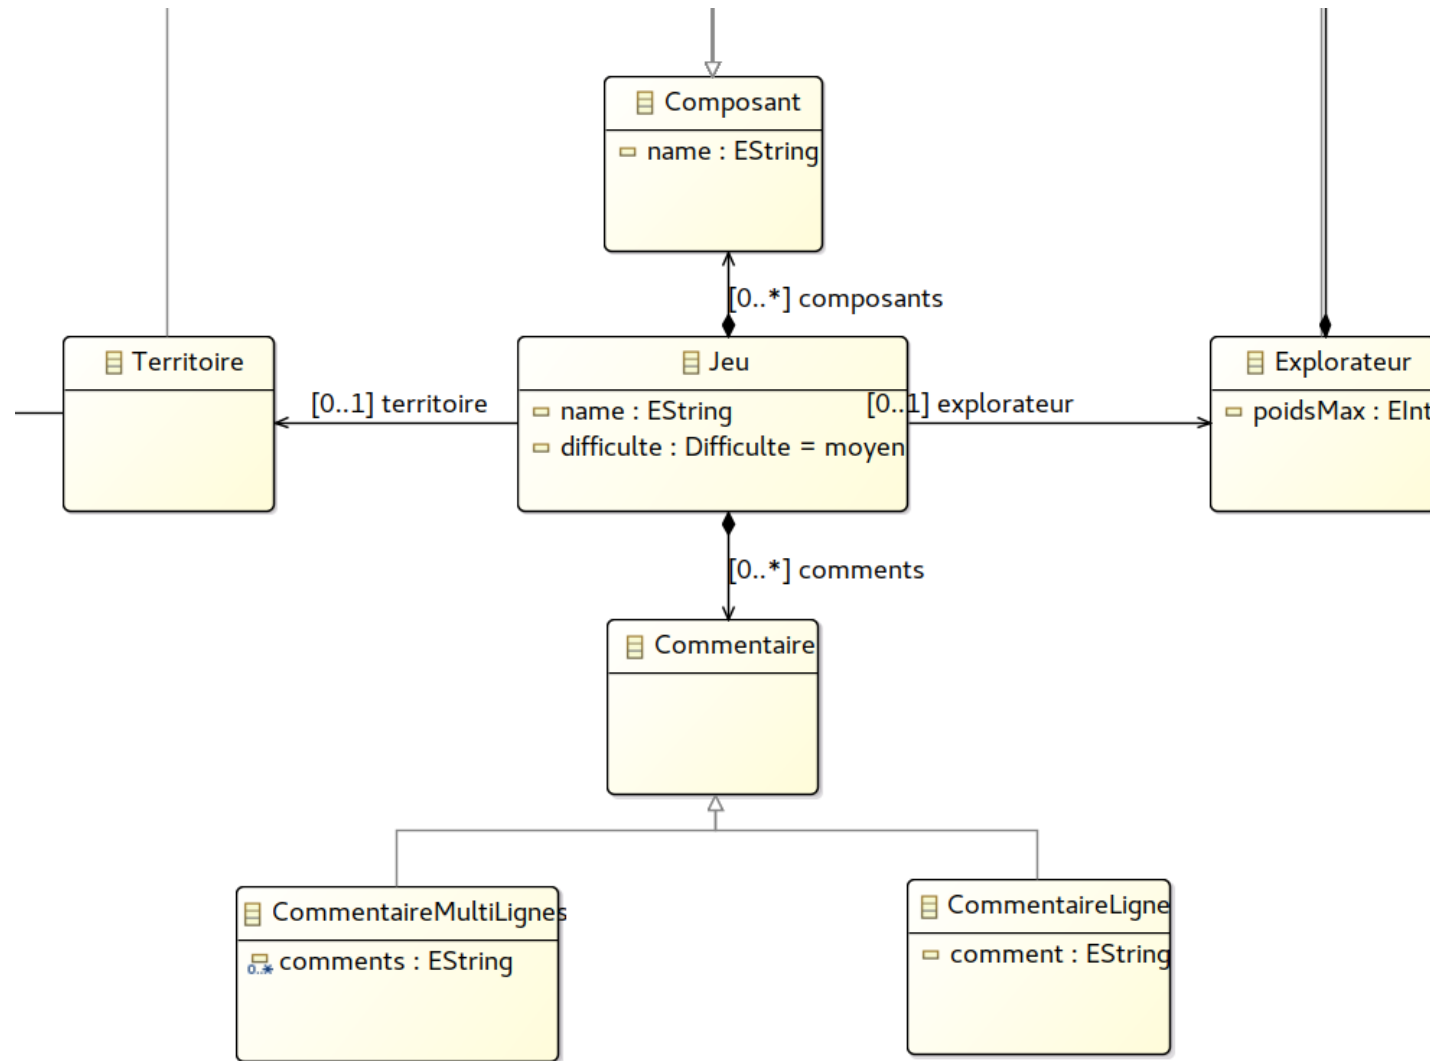 Composant
name : EString
[0..*] composants
Territoire
[0..1] territoire
Jeu
name : EString
difficulte : Difficulte = moyen
[0..1] explorateur
Explorateur
poidsMax : EInt
[0..*] comments
Commentaire
CommentaireMultiLignes
0..* comments : EString
CommentaireLigne
comment : EString